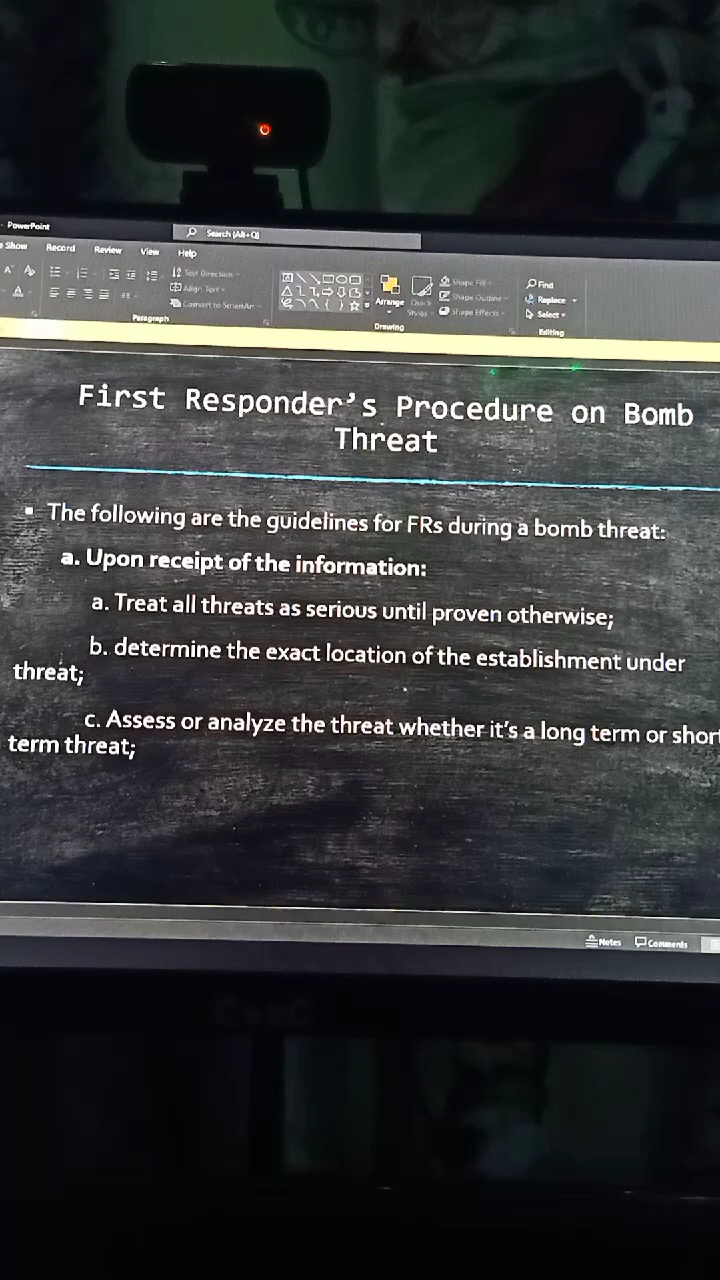 PowerPoint
Search (Alt+Q)
Show Record Review View Help
Text Direction
Align Text
Convert to SmartArt
Paragraph
Arrange
Quick
Styles
Shape Fill
Shape Outline
Shape Effects
Drawing
Find
Replace
Select
Editing
First Responder's Procedure on Bomb
Threat
▪ The following are the guidelines for FRs during a bomb threat:
a. Upon receipt of the information:
a. Treat all threats as serious until proven otherwise;
b. determine the exact location of the establishment under
threat;
c. Assess or analyze the threat whether it's a long term or short
term threat;
Notes Comments